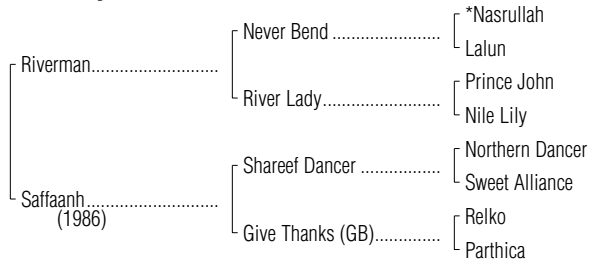 *Nasrullah
Never Bend ....................
Lalun
Riverman..........................
Prince John
River Lady........................
Nile Lily
Northern Dancer
Shareef Dancer ................
Sweet Alliance
Saffaanh...........................
(1986)
Relko
Give Thanks (GB).............
Parthica